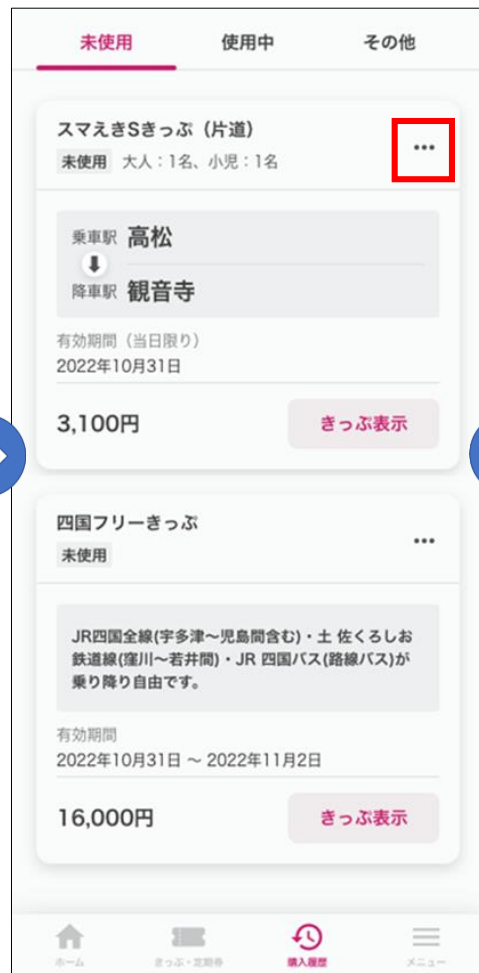 未使用 使用中 その他
スマえきSきっぷ（片道）
未使用 大人：1名、小児：1名
乗車駅 高松
降車駅 観音寺
有効期間（当日限り）
2022年10月31日
3,100円 きっぷ表示
四国フリーきっぷ
未使用
JR四国全線(宇多津～児島間含む)・土 佐くろしお
鉄道線(窪川～若井間)・JR 四国バス(路線バス)が
乗り降り自由です。
有効期間
2022年10月31日 ～ 2022年11月2日
16,000円 きっぷ表示
ホーム きっぷ・定期券 購入履歴 メニュー